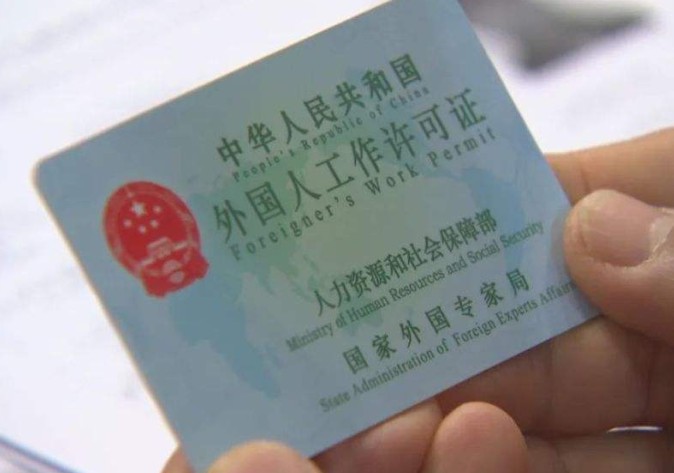 中华人民共和国
People's Republic of China
外国人工作许可证
Foreigner's Work Permit
人力资源和社会保障部
Ministry of Human Resources and Social Security
国家外国专家局
State Administration of Foreign Experts Affairs